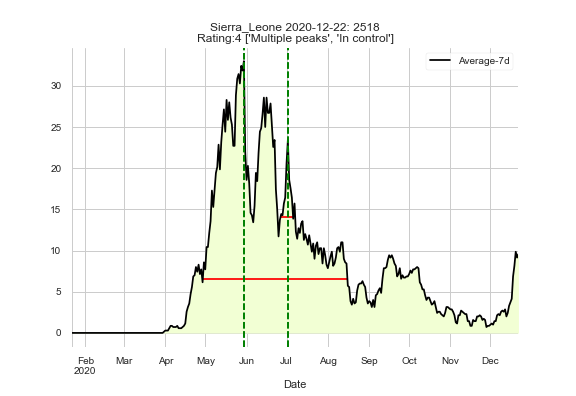 Sierra_Leone 2020-12-22: 2518
Rating:4 ['Multiple peaks', 'In control']
Average-7d
30
25
20
15
10
5
0
Feb Mar Apr May Jun Jul Aug Sep Oct Nov Dec
2020
Date